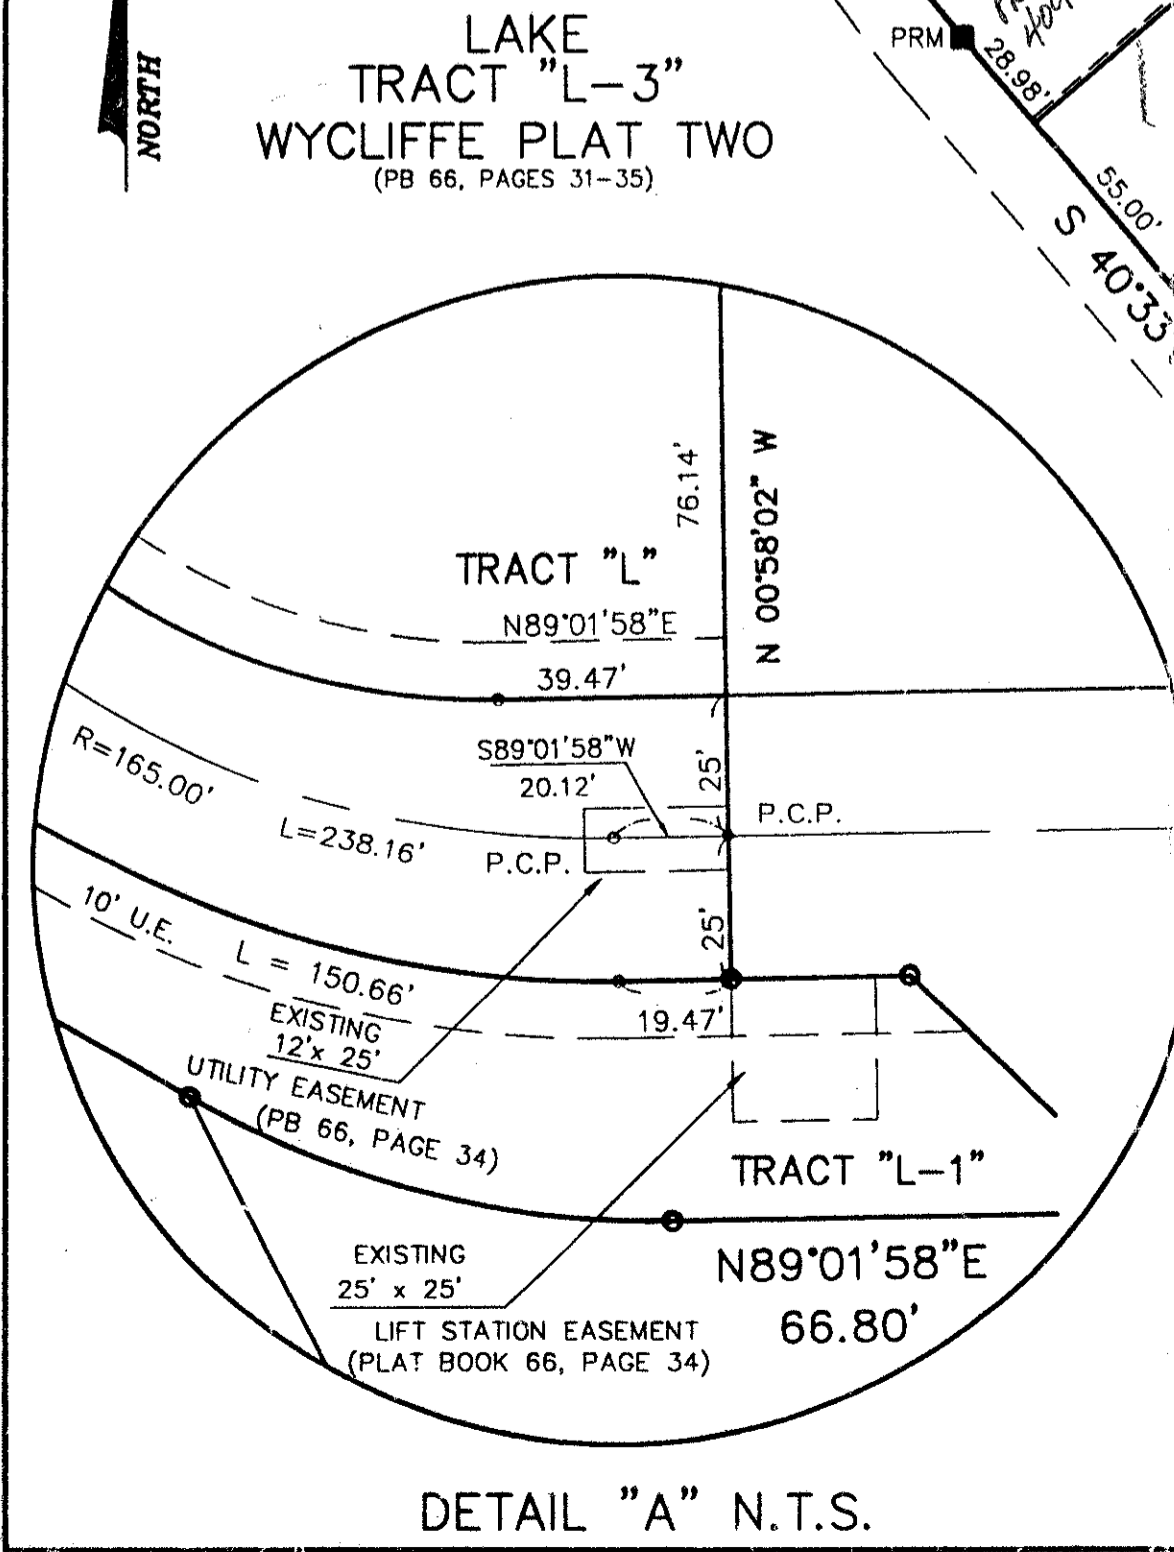 NORTH
LAKE
TRACT "L-3"
WYCLIFFE PLAT TWO
(PB 66, PAGES 31-35)
PRM
28.98'
55.00'
S 40°33'
76.14'
N 00°58'02" W
TRACT "L"
N89°01'58"E
39.47'
S89°01'58"W
20.12'
25'
R=165.00'
L=238.16'
P.C.P.
P.C.P.
10' U.E.
L = 150.66'
25'
19.47'
EXISTING
12'x 25'
UTILITY EASEMENT
(PB 66, PAGE 34)
TRACT "L-1"
N89°01'58"E
66.80'
EXISTING
25' x 25'
LIFT STATION EASEMENT
(PLAT BOOK 66, PAGE 34)
DETAIL "A" N.T.S.